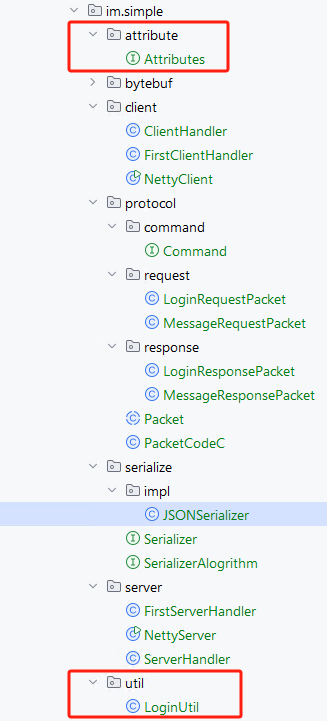 im.simple
attribute
Attributes
bytebuf
client
ClientHandler
FirstClientHandler
NettyClient
protocol
command
Command
request
LoginRequestPacket
MessageRequestPacket
response
LoginResponsePacket
MessageResponsePacket
Packet
PacketCodeC
serialize
impl
JSONSerializer
Serializer
SerializerAlogrithm
server
FirstServerHandler
NettyServer
ServerHandler
util
LoginUtil